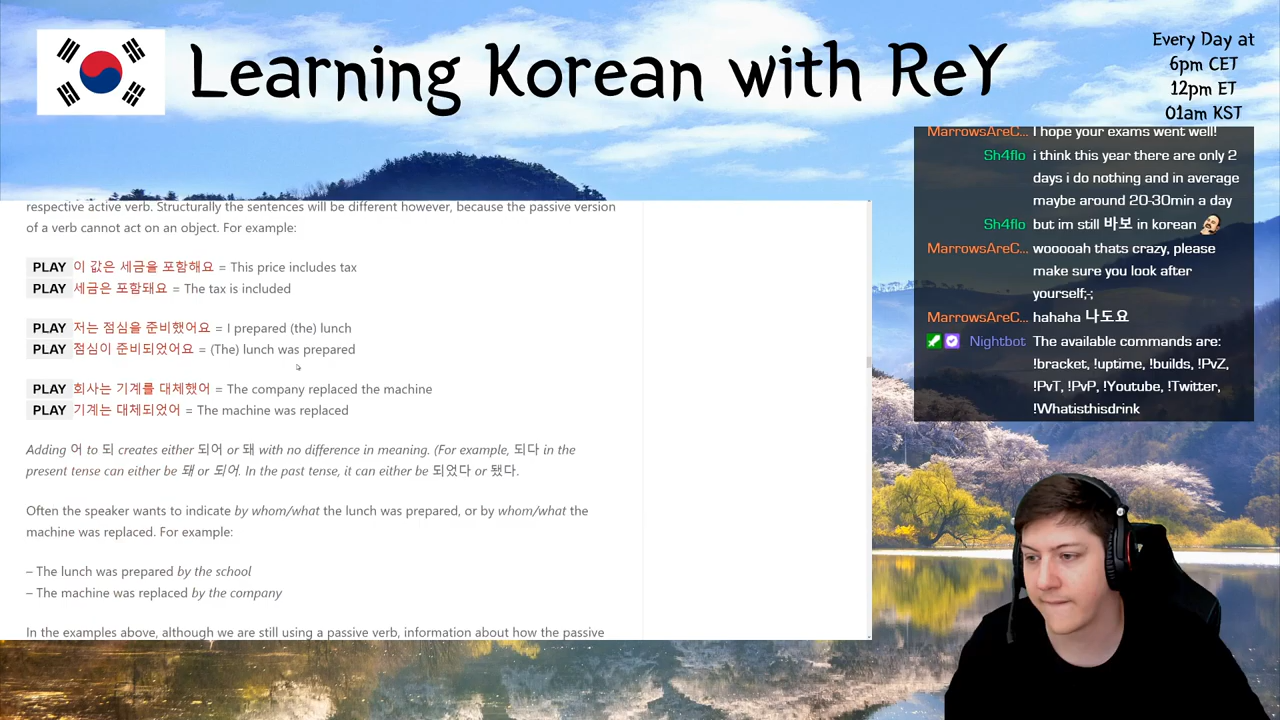 Learning Korean with ReY
Every Day at
6pm CET
12pm ET
01am KST
respective active verb. Structurally the sentences will be different however, because the passive version
of a verb cannot act on an object. For example:
PLAY 이 값은 세금을 포함해요 = This price includes tax
PLAY 세금은 포함돼요 = The tax is included
PLAY 저는 점심을 준비했어요 = I prepared (the) lunch
PLAY 점심이 준비되었어요 = (The) lunch was prepared
PLAY 회사는 기계를 대체했어 = The company replaced the machine
PLAY 기계는 대체되었어 = The machine was replaced
Adding 어 to 되 creates either 되어 or 돼 with no difference in meaning. (For example, 되다 in the
present tense can either be 돼 or 되어. In the past tense, it can either be 되었다 or 됐다.
Often the speaker wants to indicate by whom/what the lunch was prepared, or by whom/what the
machine was replaced. For example:
– The lunch was prepared by the school
– The machine was replaced by the company
In the examples above, although we are still using a passive verb, information about how the passive
MarrowsAreC... I hope your exams went well!
Sh4flo i think this year there are only 2
days i do nothing and in average
maybe around 20-30min a day
Sh4flo but im still 바보 in korean
MarrowsAreC... wooooah thats crazy, please
make sure you look after
yourself;-;
MarrowsAreC... hahaha 나도요
Nightbot The available commands are:
!bracket, !uptime, !builds, !PvZ,
!PvT, !PvP, !Youtube, !Twitter,
!Whatisthisdrink